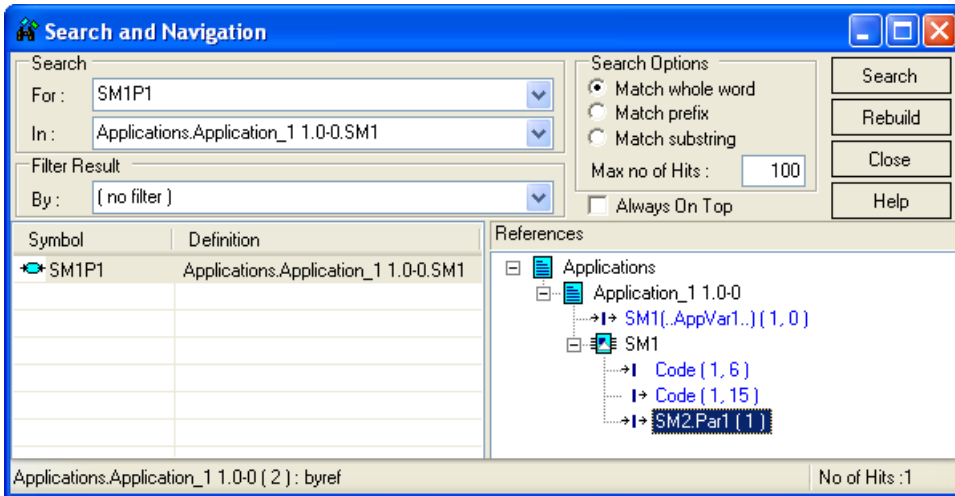 Search and Navigation
Search
For :
SM1P1
In :
Applications.Application_1 1.0-0.SM1
Filter Result
By :
( no filter )
Search Options
Match whole word
Match prefix
Match substring
Max no of Hits :
100
Always On Top
Search
Rebuild
Close
Help
Symbol
Definition
SM1P1
Applications.Application_1 1.0-0.SM1
References
Applications
Application_1 1.0-0
SM1(..AppVar1..) ( 1, 0 )
SM1
Code ( 1, 6 )
Code ( 1, 15 )
SM2.Par1 ( 1 )
Applications.Application_1 1.0-0 ( 2 ) : byref
No of Hits :1